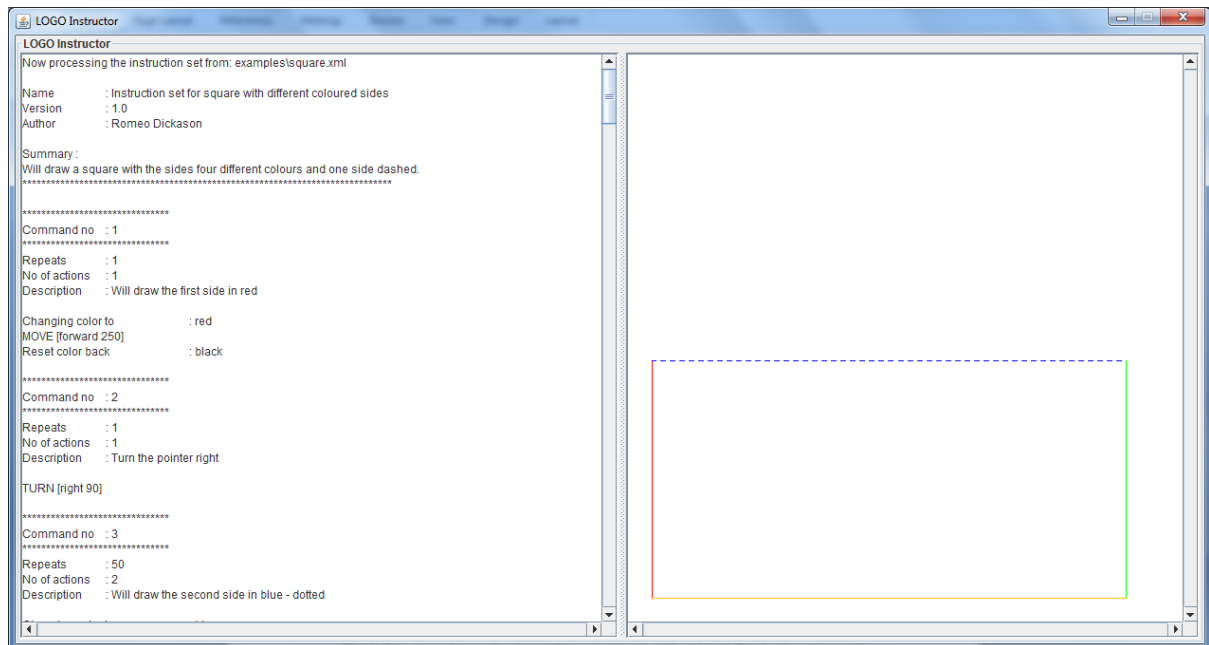 LOGO Instructor
LOGO Instructor
Now processing the instruction set from: examples\square.xml
Name : Instruction set for square with different coloured sides
Version : 1.0
Author : Romeo Dickason
Summary :
Will draw a square with the sides four different colours and one side dashed.
******************************************************************************
*******************************
Command no : 1
*******************************
Repeats : 1
No of actions : 1
Description : Will draw the first side in red
Changing color to : red
MOVE [forward 250]
Reset color back : black
*******************************
Command no : 2
*******************************
Repeats : 1
No of actions : 1
Description : Turn the pointer right
TURN [right 90]
*******************************
Command no : 3
*******************************
Repeats : 50
No of actions : 2
Description : Will draw the second side in blue - dotted